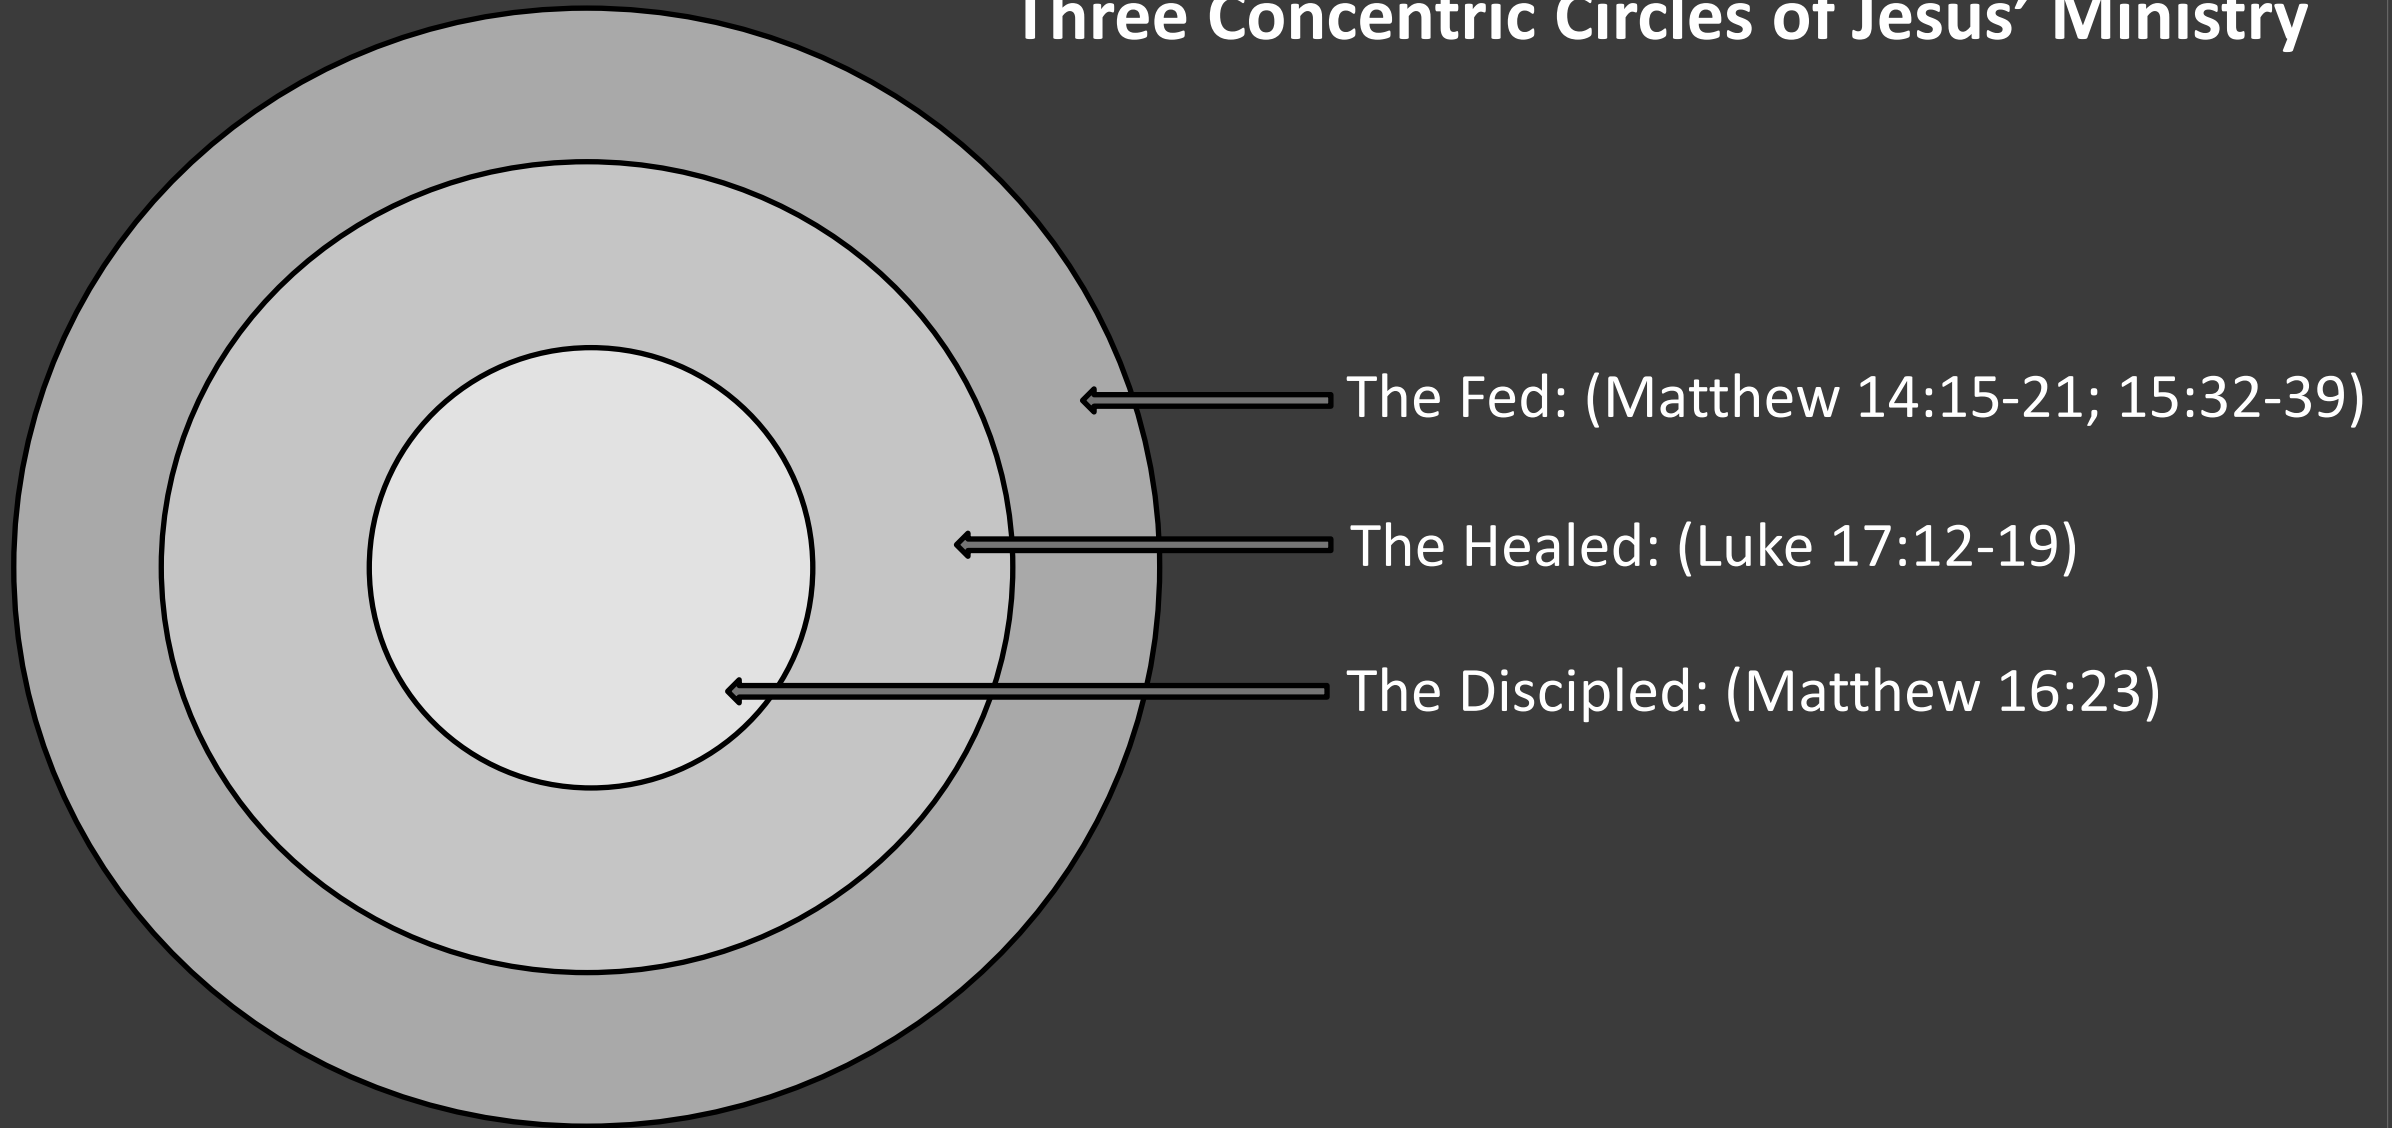 Three Concentric Circles of Jesus’ Ministry
The Fed: (Matthew 14:15-21; 15:32-39)
The Healed: (Luke 17:12-19)
The Discipled: (Matthew 16:23)